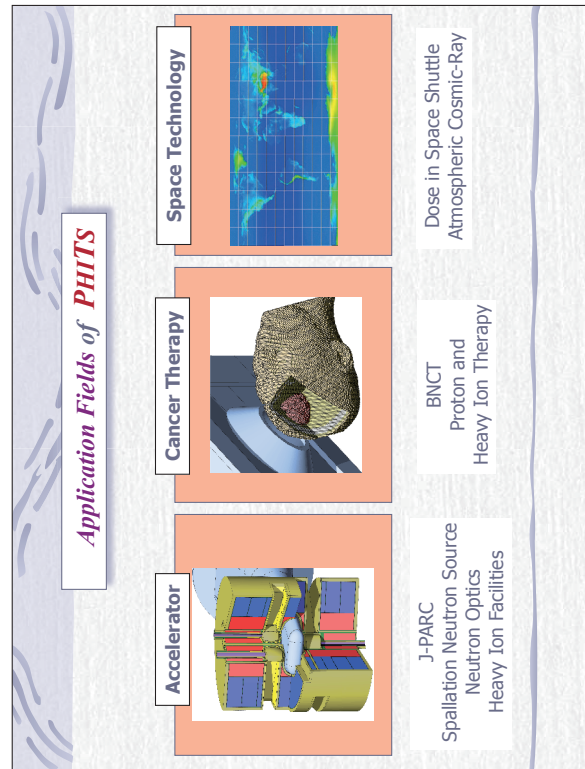 Application Fields of PHITS
Accelerator
J-PARC
Spallation Neutron Source
Neutron Optics
Heavy Ion Facilities
Cancer Therapy
BNCT
Proton and
Heavy Ion Therapy
Space Technology
Dose in Space Shuttle
Atmospheric Cosmic-Ray